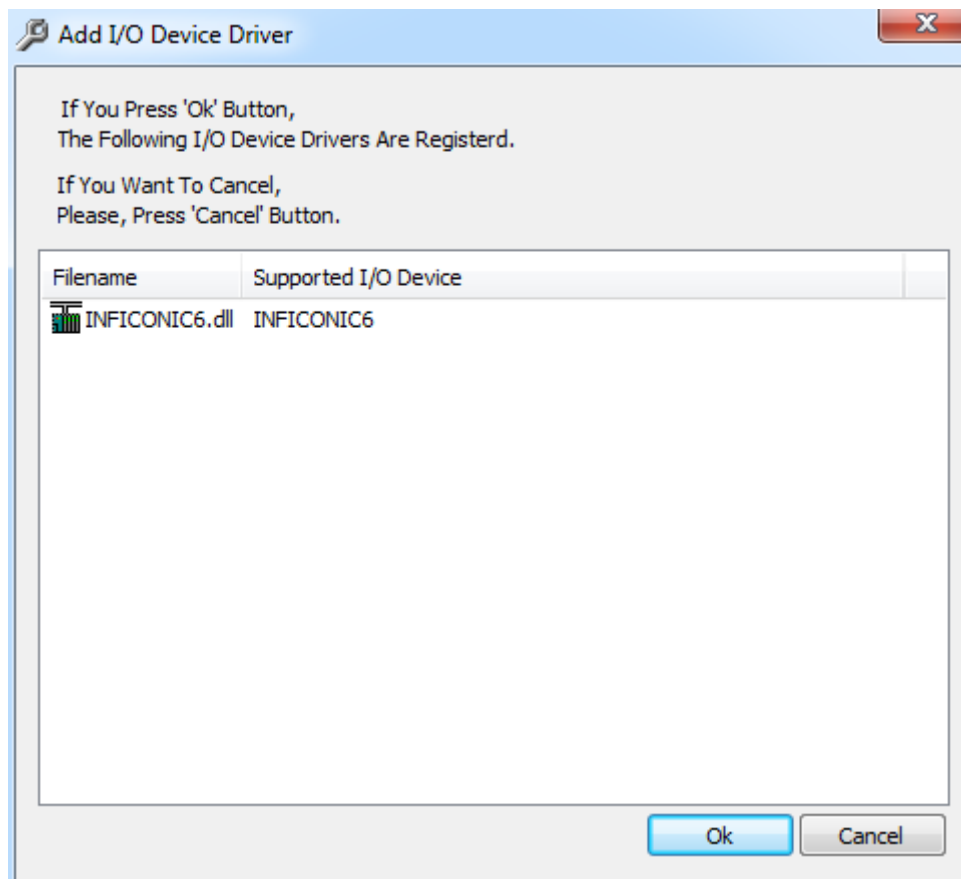 Add I/O Device Driver
If You Press 'Ok' Button,
The Following I/O Device Drivers Are Registerd.
If You Want To Cancel,
Please, Press 'Cancel' Button.
Filename Supported I/O Device
INFICONIC6.dll INFICONIC6
Ok Cancel